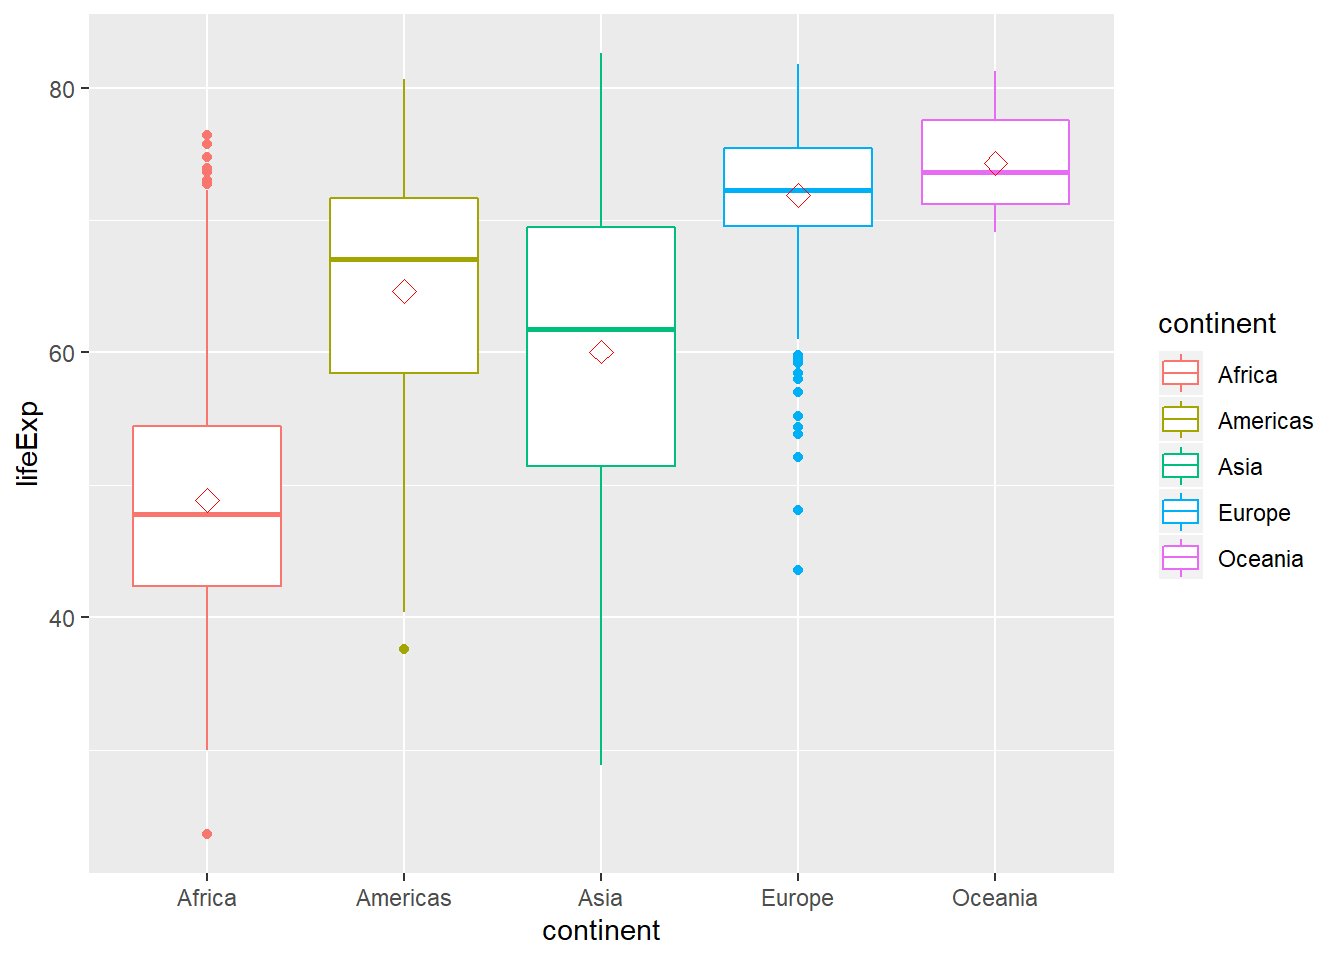 lifeExp
80
60
40
Africa
Americas
Asia
Europe
Oceania
continent
continent
Africa
Americas
Asia
Europe
Oceania